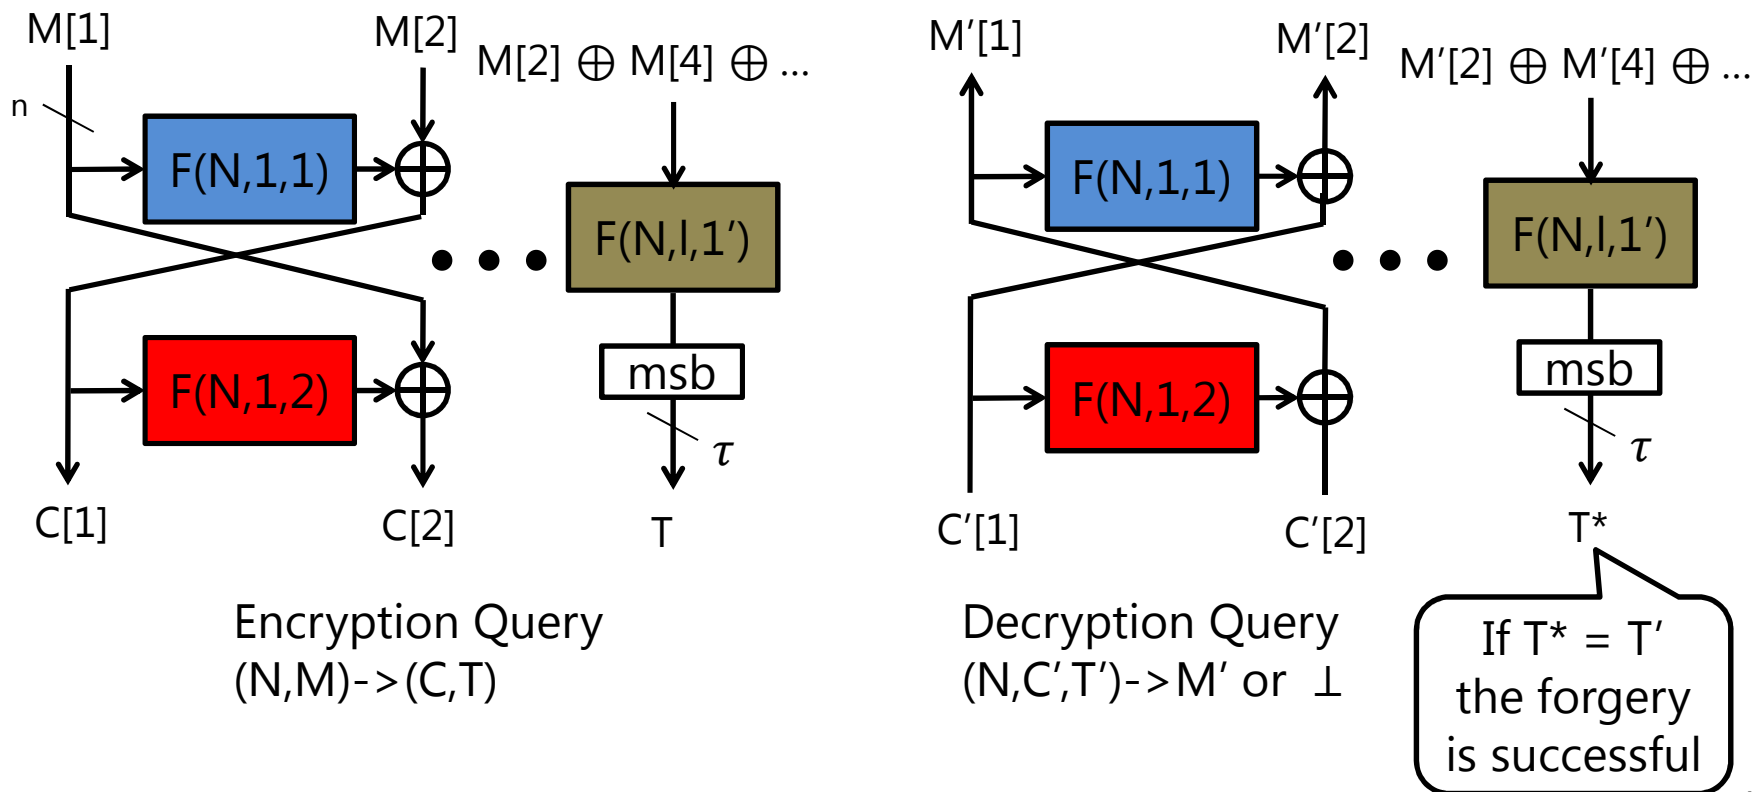 M[1]
M[2]
M[2] ⊕ M[4] ⊕ ...
n
F(N,1,1)
F(N,l,1')
F(N,1,2)
msb
τ
C[1]
C[2]
T
Encryption Query
(N,M)->(C,T)
M'[1]
M'[2]
M'[2] ⊕ M'[4] ⊕ ...
F(N,1,1)
F(N,l,1')
F(N,1,2)
msb
τ
C'[1]
C'[2]
T*
Decryption Query
(N,C',T')->M' or ⊥
If T* = T'
the forgery
is successful